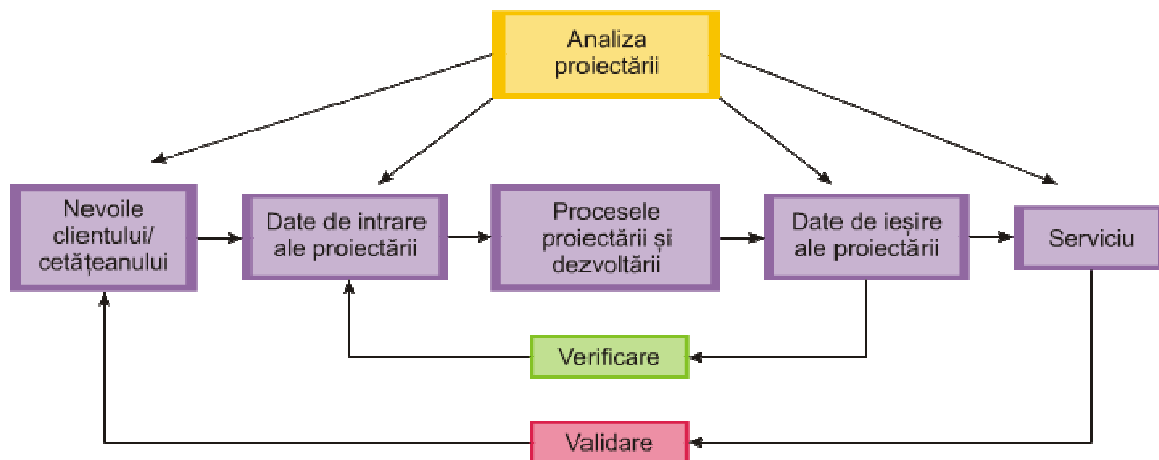 Analiza
proiectării
Nevoile
clientului/
cetățeanului
Date de intrare
ale proiectării
Procesele
proiectării și
dezvoltării
Date de ieșire
ale proiectării
Serviciu
Verificare
Validare